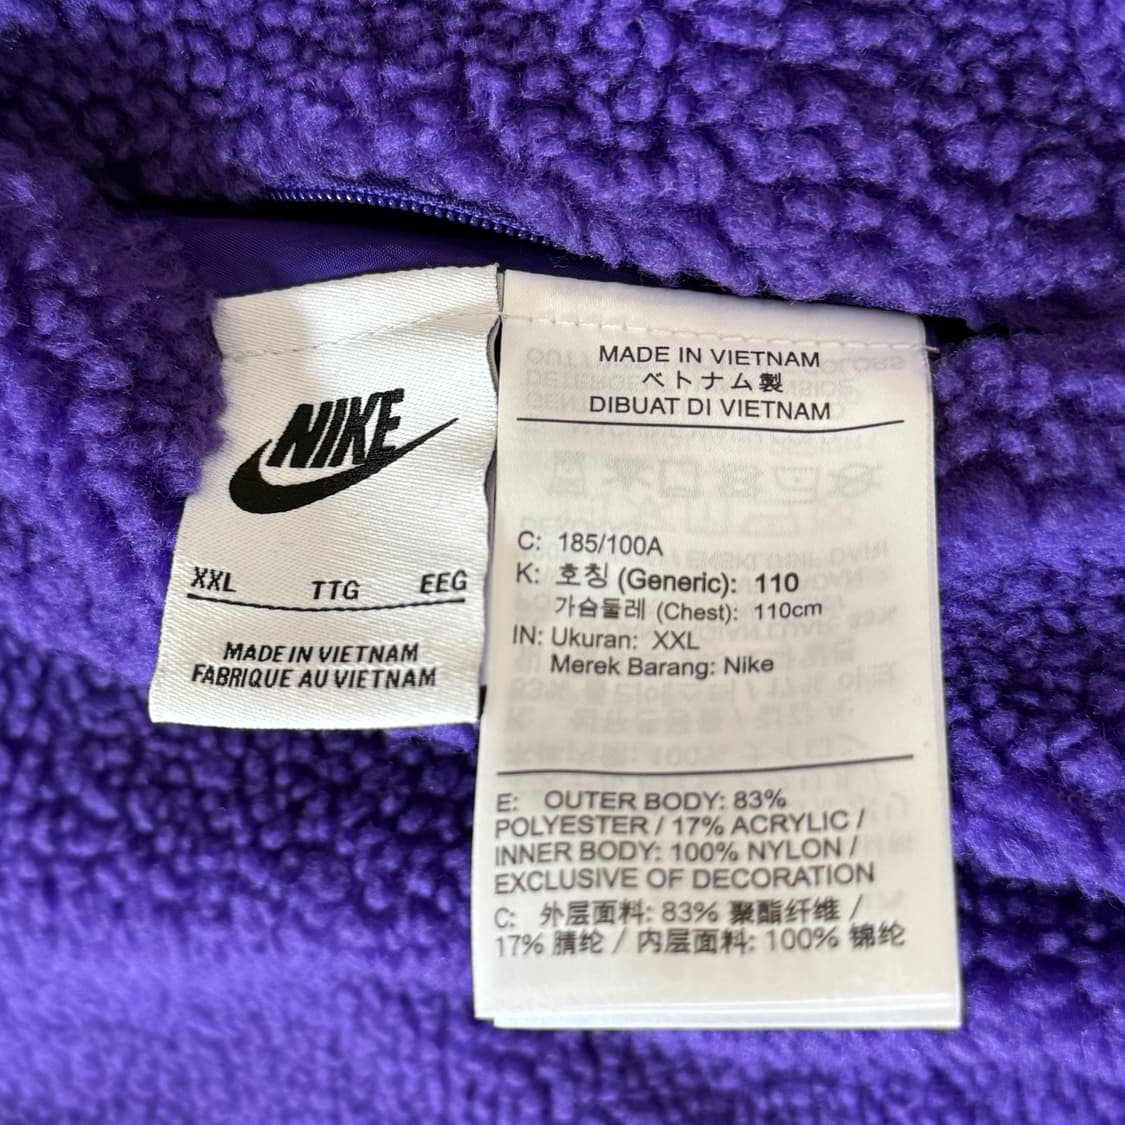 NIKE
XXL TTG EEG
MADE IN VIETNAM
FABRIQUE AU VIETNAM
MADE IN VIETNAM
ベトナム製
DIBUAT DI VIETNAM
C: 185/100A
K: 호칭 (Generic): 110
가슴둘레 (Chest): 110cm
IN: Ukuran: XXL
Merek Barang: Nike
E: OUTER BODY: 83%
POLYESTER / 17% ACRYLIC /
INNER BODY: 100% NYLON /
EXCLUSIVE OF DECORATION
C: 外层面料: 83% 聚酯纤维 /
17% 腈纶 / 内层面料: 100% 锦纶